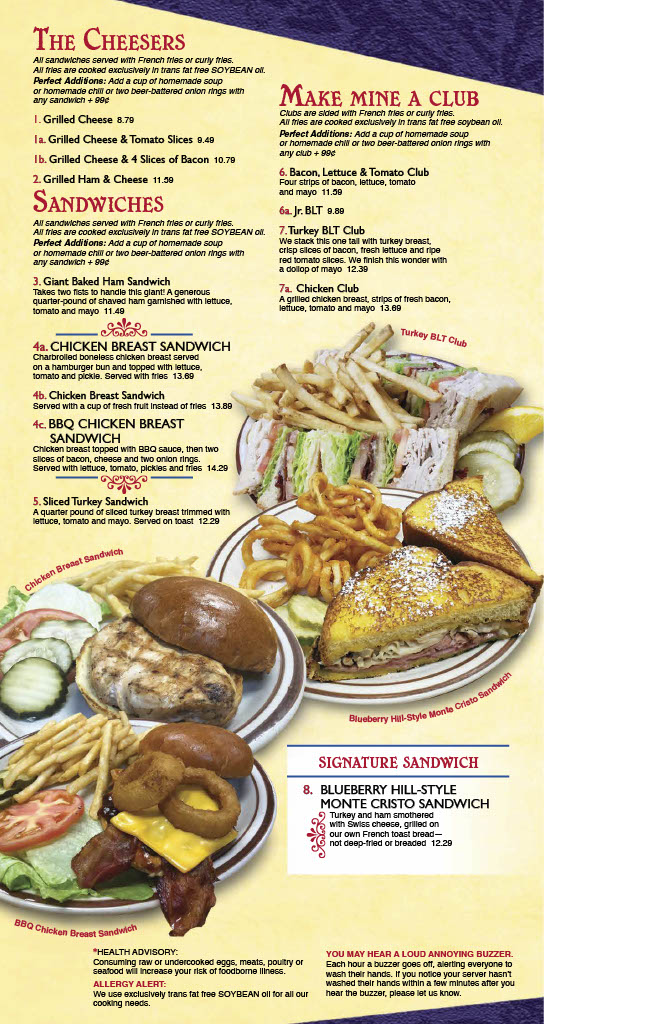 THE CHEESERS
All sandwiches served with French fries or curly fries.
All fries are cooked exclusively in trans fat free SOYBEAN oil.
Perfect Additions: Add a cup of homemade soup
or homemade chili or two beer-battered onion rings with
any sandwich + 99¢
1. Grilled Cheese 8.79
1a. Grilled Cheese & Tomato Slices 9.49
1b. Grilled Cheese & 4 Slices of Bacon 10.79
2. Grilled Ham & Cheese 11.59
SANDWICHES
All sandwiches served with French fries or curly fries.
All fries are cooked exclusively in trans fat free SOYBEAN oil.
Perfect Additions: Add a cup of homemade soup
or homemade chili or two beer-battered onion rings with
any sandwich + 99¢
3. Giant Baked Ham Sandwich
Takes two fists to handle this giant! A generous
quarter-pound of shaved ham garnished with lettuce,
tomato and mayo 11.49
4a. CHICKEN BREAST SANDWICH
Charbroiled boneless chicken breast served
on a hamburger bun and topped with lettuce,
tomato and pickle. Served with fries 13.69
4b. Chicken Breast Sandwich
Served with a cup of fresh fruit instead of fries 13.89
4c. BBQ CHICKEN BREAST
SANDWICH
Chicken breast topped with BBQ sauce, then two
slices of bacon, cheese and two onion rings.
Served with lettuce, tomato, pickles and fries 14.29
5. Sliced Turkey Sandwich
A quarter pound of sliced turkey breast trimmed with
lettuce, tomato and mayo. Served on toast 12.29
MAKE MINE A CLUB
Clubs are sided with French fries or curly fries.
All fries are cooked exclusively in trans fat free soybean oil.
Perfect Additions: Add a cup of homemade soup
or homemade chili or two beer-battered onion rings with
any club + 99¢
6. Bacon, Lettuce & Tomato Club
Four strips of bacon, lettuce, tomato
and mayo 11.59
6a. Jr. BLT 9.89
7. Turkey BLT Club
We stack this one tall with turkey breast,
crisp slices of bacon, fresh lettuce and ripe
red tomato slices. We finish this wonder with
a dollop of mayo 12.39
7a. Chicken Club
A grilled chicken breast, strips of fresh bacon,
lettuce, tomato and mayo 13.69
Turkey BLT Club
Chicken Breast Sandwich
Blueberry Hill-Style Monte Cristo Sandwich
BBQ Chicken Breast Sandwich
SIGNATURE SANDWICH
8. BLUEBERRY HILL-STYLE
MONTE CRISTO SANDWICH
Turkey and ham smothered
with Swiss cheese, grilled on
our own French toast bread—
not deep-fried or breaded 12.29
*HEALTH ADVISORY:
Consuming raw or undercooked eggs, meats, poultry or
seafood will increase your risk of foodborne illness.
ALLERGY ALERT:
We use exclusively trans fat free SOYBEAN oil for all our
cooking needs.
YOU MAY HEAR A LOUD ANNOYING BUZZER.
Each hour a buzzer goes off, alerting everyone to
wash their hands. If you notice your server hasn't
washed their hands within a few minutes after you
hear the buzzer, please let us know.